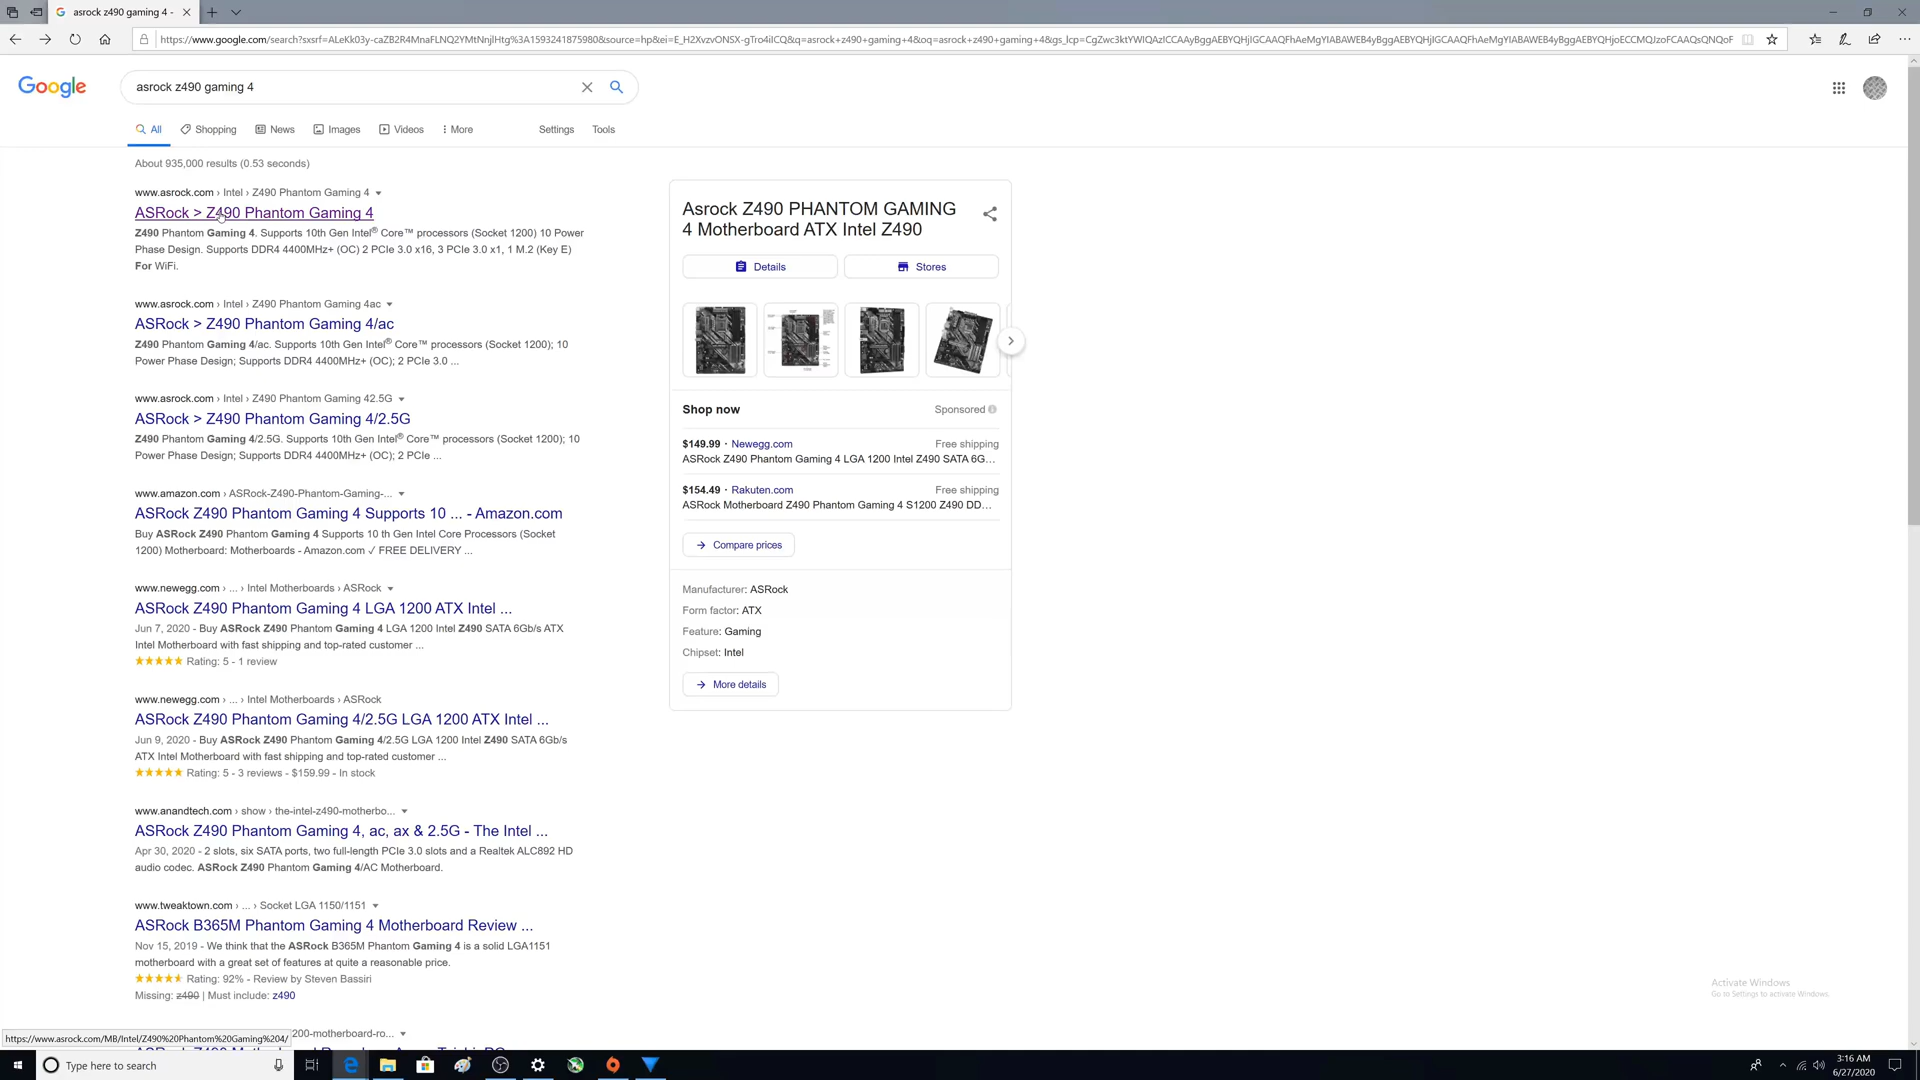 asrock z490 gaming 4 -
https://www.google.com/search?sxsrf=ALeKk03y-caZB2R4MnaFLNQ2YMtNnjlHtg%3A1593241875980&source=hp&ei=E_H2XvzvONSX-gTro4iICQ&q=asrock+z490+gaming+4&oq=asrock+z490+gaming+4&gs_lcp=CgZwc3ktYWIQAzICCAAyBggAEBYQHjIGCAAQFhAeMgYIABAWEB4yBggAEBYQHjoECCMQJzoFCAAQsQNQoF
Google
asrock z490 gaming 4
All Shopping News Images Videos More Settings Tools
About 935,000 results (0.53 seconds)
www.asrock.com › Intel › Z490 Phantom Gaming 4
ASRock > Z490 Phantom Gaming 4
Z490 Phantom Gaming 4. Supports 10th Gen Intel® Core™ processors (Socket 1200) 10 Power
Phase Design. Supports DDR4 4400MHz+ (OC) 2 PCIe 3.0 x16, 3 PCIe 3.0 x1, 1 M.2 (Key E)
For WiFi.
www.asrock.com › Intel › Z490 Phantom Gaming 4ac
ASRock > Z490 Phantom Gaming 4/ac
Z490 Phantom Gaming 4/ac. Supports 10th Gen Intel® Core™ processors (Socket 1200); 10
Power Phase Design; Supports DDR4 4400MHz+ (OC); 2 PCIe 3.0 ...
www.asrock.com › Intel › Z490 Phantom Gaming 42.5G
ASRock > Z490 Phantom Gaming 4/2.5G
Z490 Phantom Gaming 4/2.5G. Supports 10th Gen Intel® Core™ processors (Socket 1200); 10
Power Phase Design; Supports DDR4 4400MHz+ (OC); 2 PCIe ...
www.amazon.com › ASRock-Z490-Phantom-Gaming-...
ASRock Z490 Phantom Gaming 4 Supports 10 ... - Amazon.com
Buy ASRock Z490 Phantom Gaming 4 Supports 10 th Gen Intel Core Processors (Socket
1200) Motherboard: Motherboards - Amazon.com ✓ FREE DELIVERY ...
www.newegg.com › ... › Intel Motherboards › ASRock
ASRock Z490 Phantom Gaming 4 LGA 1200 ATX Intel ...
Jun 7, 2020 - Buy ASRock Z490 Phantom Gaming 4 LGA 1200 Intel Z490 SATA 6Gb/s ATX
Intel Motherboard with fast shipping and top-rated customer ...
★★★★★ Rating: 5 - 1 review
www.newegg.com › ... › Intel Motherboards › ASRock
ASRock Z490 Phantom Gaming 4/2.5G LGA 1200 ATX Intel ...
Jun 9, 2020 - Buy ASRock Z490 Phantom Gaming 4/2.5G LGA 1200 Intel Z490 SATA 6Gb/s
ATX Intel Motherboard with fast shipping and top-rated customer ...
★★★★★ Rating: 5 - 3 reviews - $159.99 - In stock
www.anandtech.com › show › the-intel-z490-motherbo...
ASRock Z490 Phantom Gaming 4, ac, ax & 2.5G - The Intel ...
Apr 30, 2020 - 2 slots, six SATA ports, two full-length PCIe 3.0 slots and a Realtek ALC892 HD
audio codec. ASRock Z490 Phantom Gaming 4/AC Motherboard.
www.tweaktown.com › ... › Socket LGA 1150/1151
ASRock B365M Phantom Gaming 4 Motherboard Review ...
Nov 15, 2019 - We think that the ASRock B365M Phantom Gaming 4 is a solid LGA1151
motherboard with a great set of features at quite a reasonable price.
Rating: 92% - Review by Steven Bassiri
Missing: z490 | Must include: z490
200-motherboard-ro...
Asrock Z490 PHANTOM GAMING
4 Motherboard ATX Intel Z490
Details Stores
Shop now Sponsored
$149.99 · Newegg.com Free shipping
ASRock Z490 Phantom Gaming 4 LGA 1200 Intel Z490 SATA 6G...
$154.49 · Rakuten.com Free shipping
ASRock Motherboard Z490 Phantom Gaming 4 S1200 Z490 DD...
Compare prices
Manufacturer: ASRock
Form factor: ATX
Feature: Gaming
Chipset: Intel
More details
Activate Windows
Go to Settings to activate Windows.
https://www.asrock.com/MB/Intel/Z490%20Phantom%20Gaming%204/
Type here to search
3:16 AM
6/27/2020